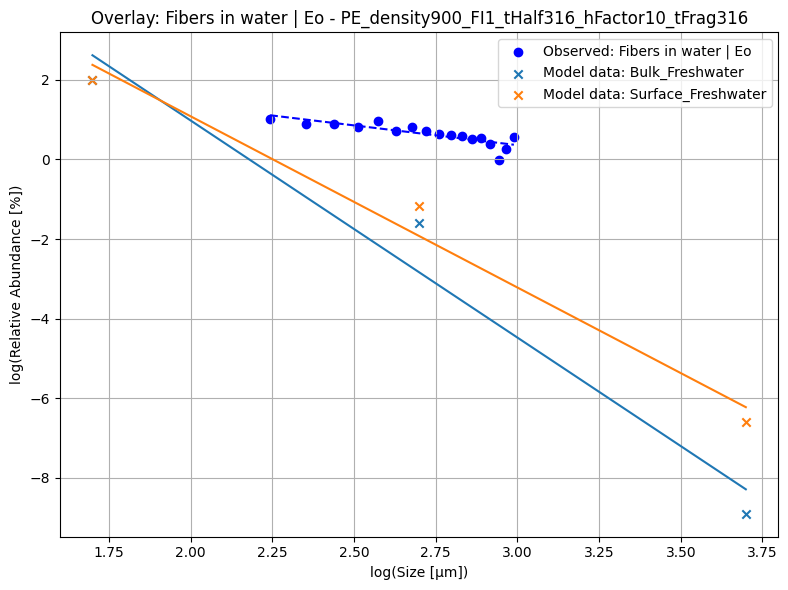 Overlay: Fibers in water | Eo - PE_density900_FI1_tHalf316_hFactor10_tFrag316
Observed: Fibers in water | Eo
Model data: Bulk_Freshwater
Model data: Surface_Freshwater
log(Relative Abundance [%])
2
0
−2
−4
−6
−8
1.75 2.00 2.25 2.50 2.75 3.00 3.25 3.50 3.75
log(Size [μm])